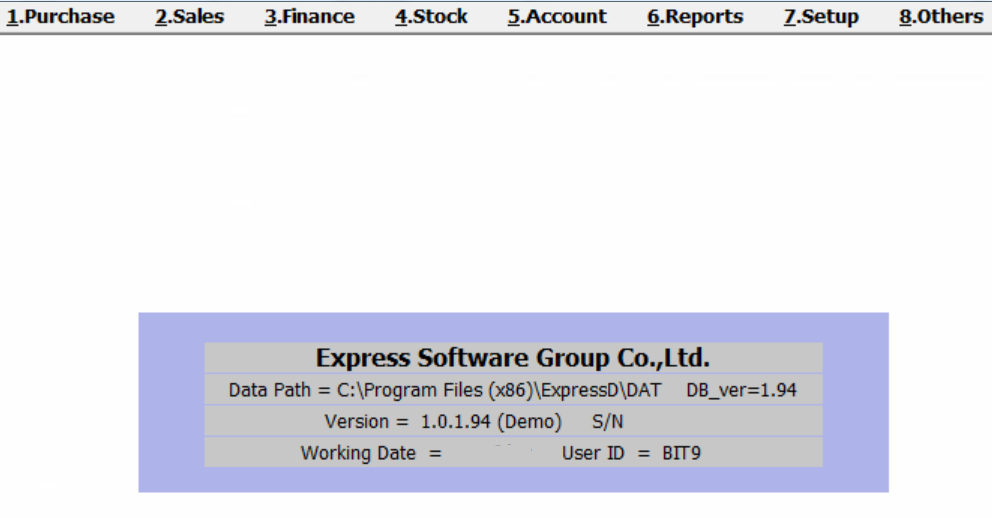 1.Purchase 2.Sales 3.Finance 4.Stock 5.Account 6.Reports 7.Setup 8.Others
Express Software Group Co.,Ltd.
Data Path = C:\Program Files (x86)\ExpressD\DAT DB_ver=1.94
Version = 1.0.1.94 (Demo) S/N
Working Date = User ID = BIT9